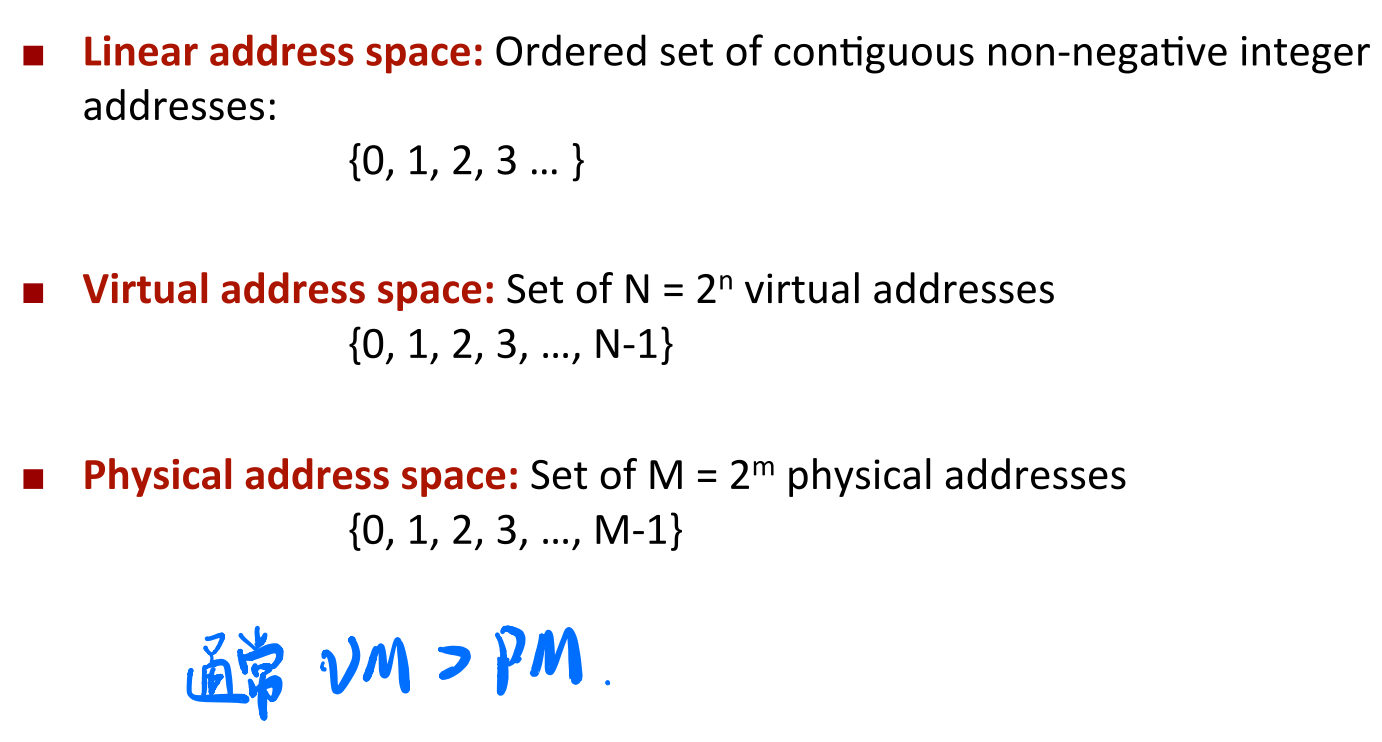 ■ Linear address space: Ordered set of contiguous non-negative integer
addresses:
{0, 1, 2, 3 ... }
■ Virtual address space: Set of N = 2ⁿ virtual addresses
{0, 1, 2, 3, ..., N-1}
■ Physical address space: Set of M = 2ᵐ physical addresses
{0, 1, 2, 3, ..., M-1}
通常 VM > PM.